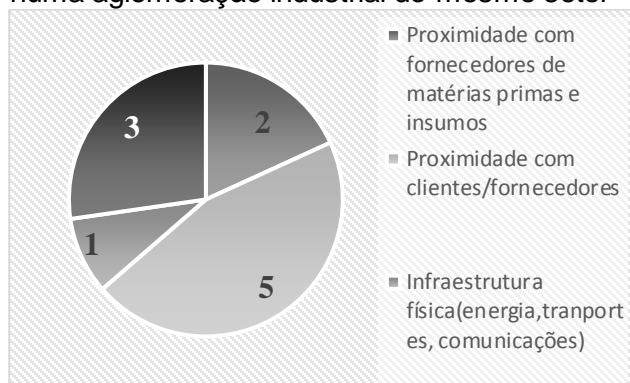 numa aglomeração industrial do mesmo setor
Proximidade com
fornecedores de
matérias primas e
insumos
Proximidade com
clientes/fornecedores
Infraestrutura
física(energia,tranport
es, comunicações)
3
2
1
5